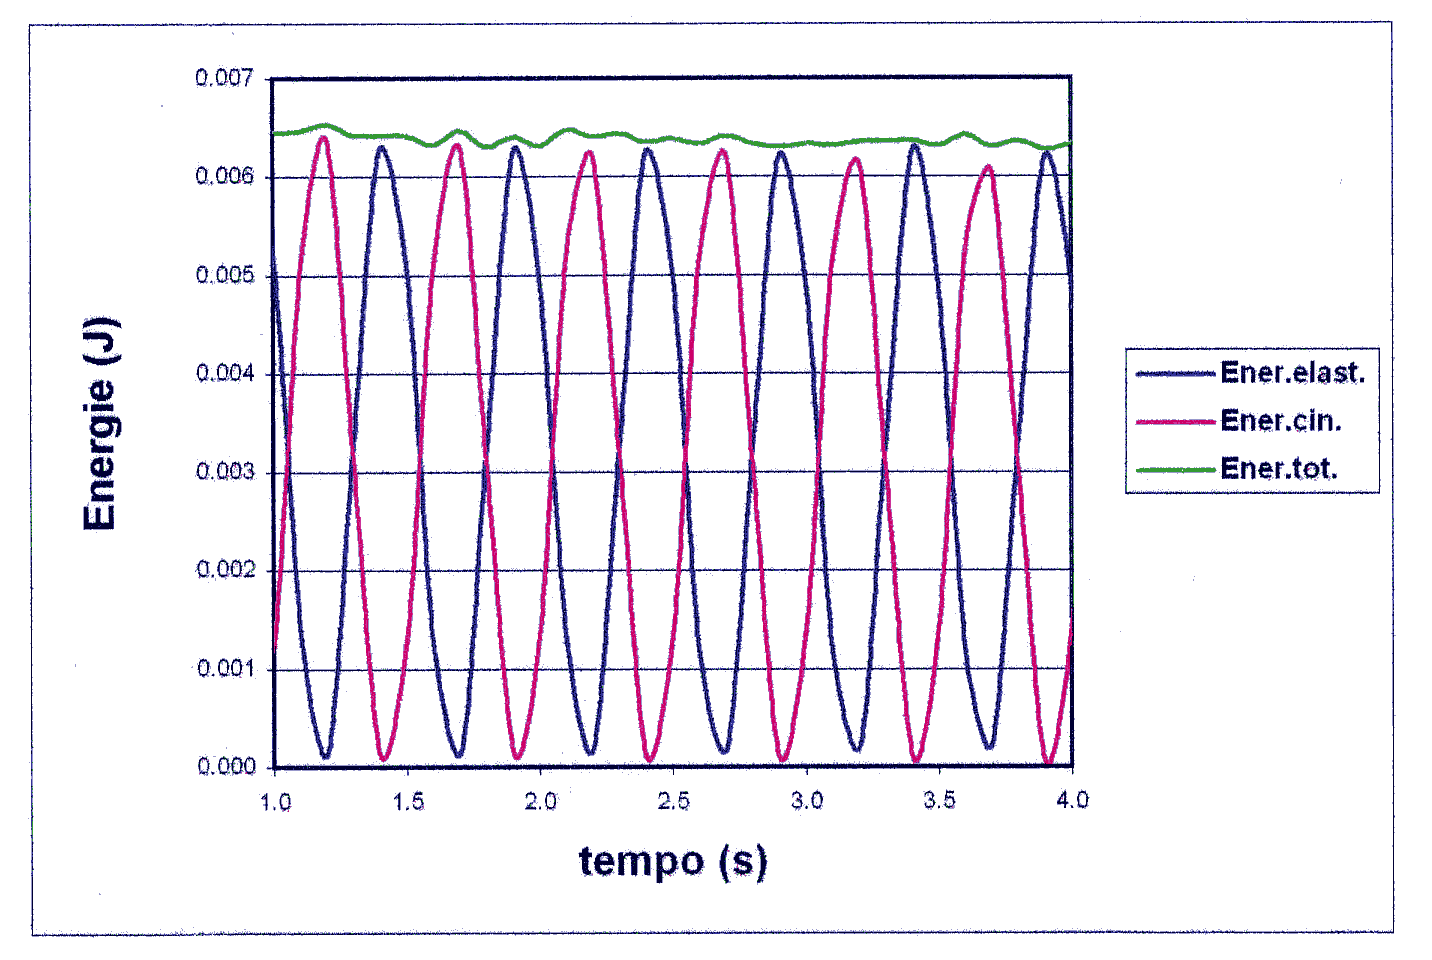 0.007
0.006
0.005
0.004
0.003
0.002
0.001
0.000
Energie (J)
1.0 1.5 2.0 2.5 3.0 3.5 4.0
tempo (s)
Ener.elast.
Ener.cin.
Ener.tot.